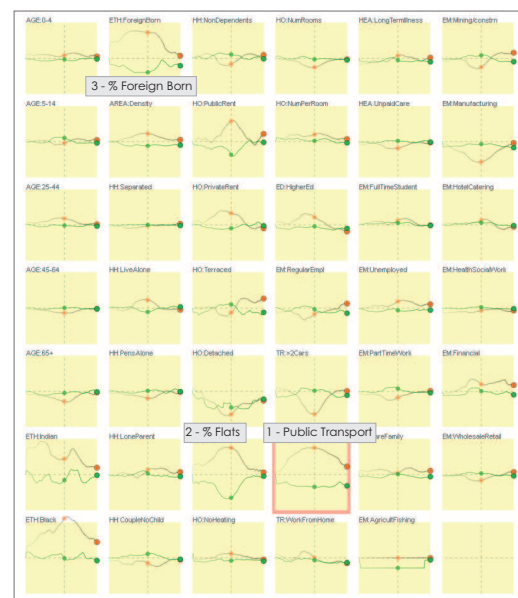 AGE:0-4
ETH:ForeignBorn
HH:NonDependents
HO:NumRooms
HEA:LongTermIllness
EM:Mining/constrn
3 - % Foreign Born
AGE:5-14
AREA:Density
HO:PublicRent
HO:NumPerRoom
HEA:UnpaidCare
EM:Manufacturing
AGE:25-44
HH:Separated
HO:PrivateRent
ED:HigherEd
EM:FullTimeStudent
EM:HotelCatering
AGE:45-64
HH:LiveAlone
HO:Terraced
EM:RegularEmpl
EM:Unemployed
EM:HealthSocialWork
AGE:65+
HH:PensAlone
HO:Detached
TR:>2Cars
EM:PartTimeWork
EM:Financial
2 - % Flats
1 - Public Transport
ETH:Indian
HH:LoneParent
areFamily
EM:WholesaleRetail
ETH:Black
HH:CoupleNoChild
HO:NoHeating
TR:WorkFromHome
EM:AgricultFishing